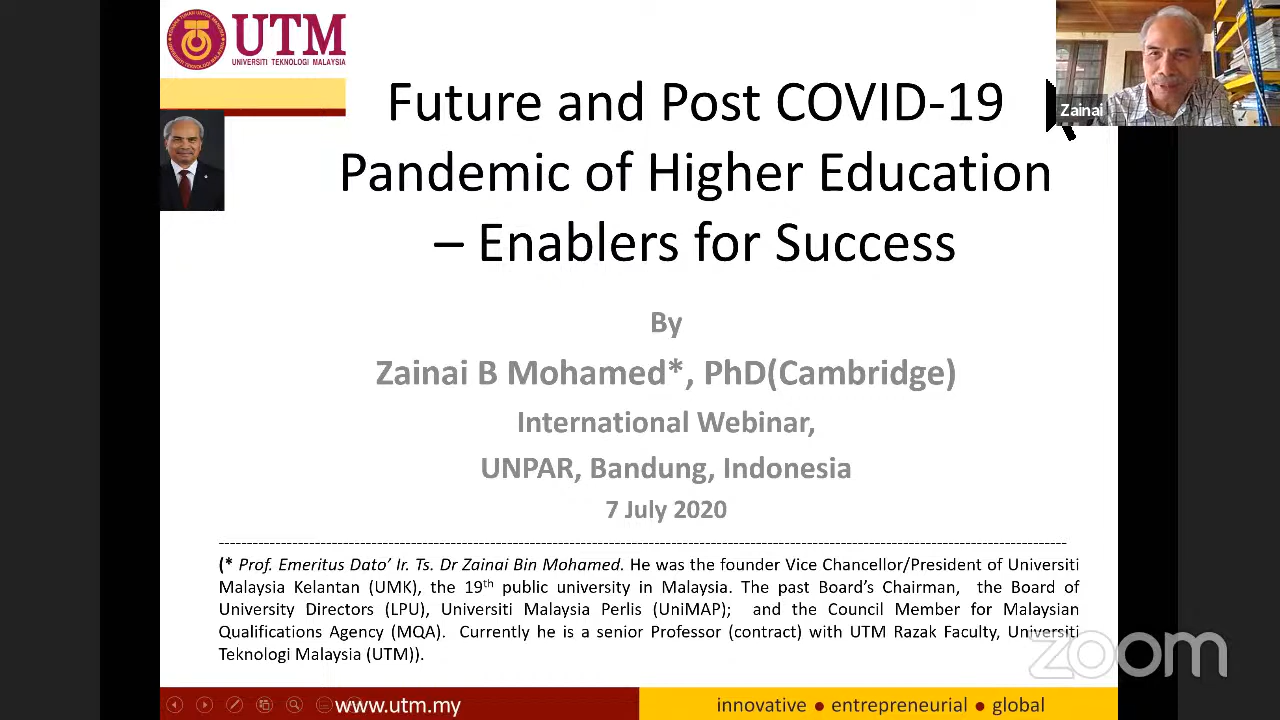 UTM
UNIVERSITI TEKNOLOGI MALAYSIA
Future and Post COVID-19
Pandemic of Higher Education
– Enablers for Success
Zainai
By
Zainai B Mohamed*, PhD(Cambridge)
International Webinar,
UNPAR, Bandung, Indonesia
7 July 2020
(* Prof. Emeritus Dato’ Ir. Ts. Dr Zainai Bin Mohamed. He was the founder Vice Chancellor/President of Universiti
Malaysia Kelantan (UMK), the 19th public university in Malaysia. The past Board’s Chairman, the Board of
University Directors (LPU), Universiti Malaysia Perlis (UniMAP); and the Council Member for Malaysian
Qualifications Agency (MQA). Currently he is a senior Professor (contract) with UTM Razak Faculty, Universiti
Teknologi Malaysia (UTM)).
zoom
www.utm.my
innovative ● entrepreneurial ● global